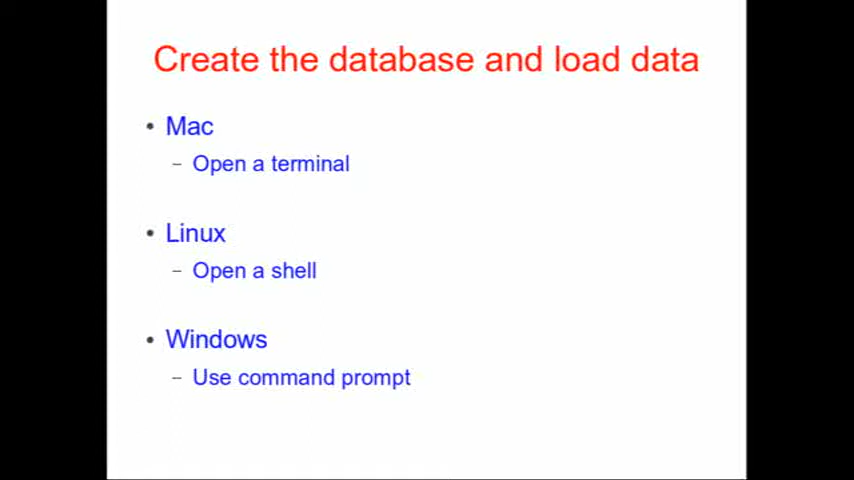 Create the database and load data
• Mac
– Open a terminal
• Linux
– Open a shell
• Windows
– Use command prompt